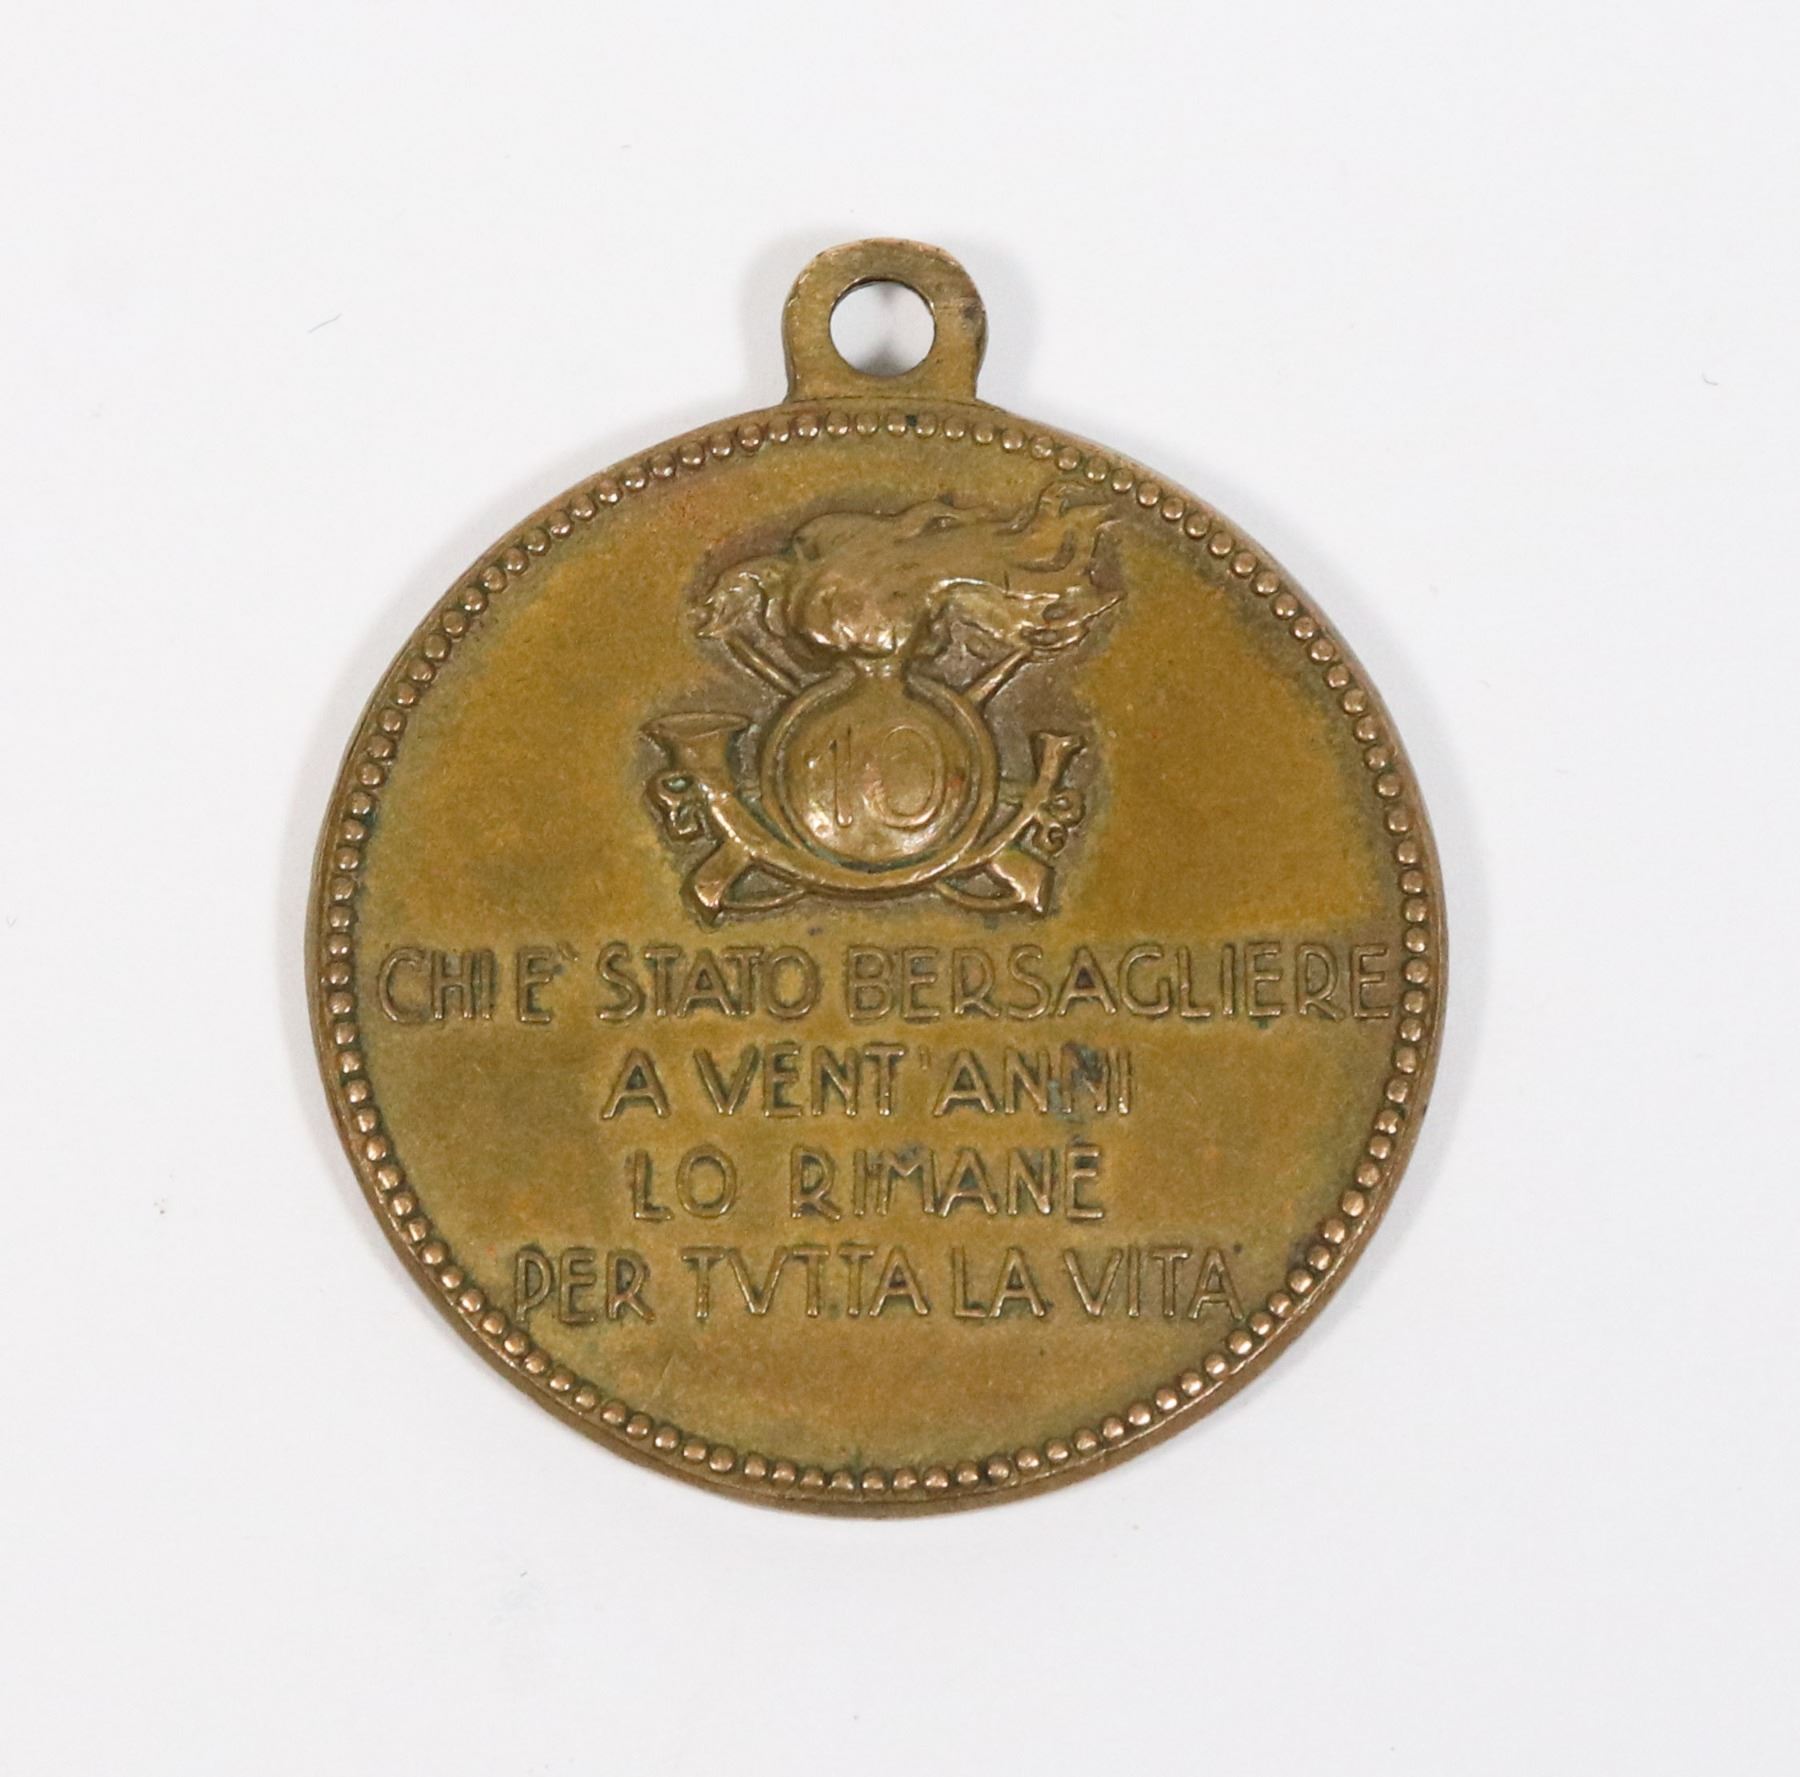 10
CHI E` STATO BERSAGLIERE
A VENT'ANNI
LO RIMANE
PER TVTTA LA VITA